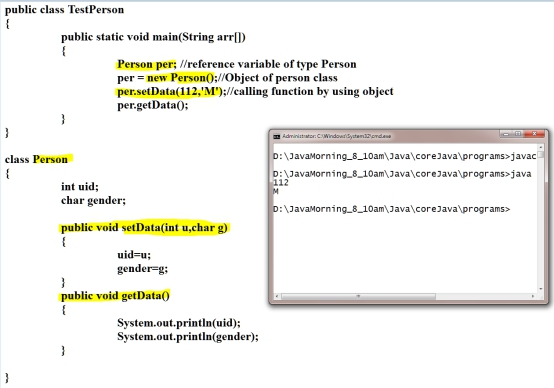 public class TestPerson
{
public static void main(String arr[])
{
Person per; //reference variable of type Person
per = new Person();//Object of person class
per.setData(112,'M');//calling function by using object
per.getData();
}
}
class Person
{
int uid;
char gender;
public void setData(int u,char g)
{
uid=u;
gender=g;
}
public void getData()
{
System.out.println(uid);
System.out.println(gender);
}
}
Administrator: C:\Windows\System32\cmd.exe
D:\JavaMorning_8_10am\Java\coreJava\programs>javac
D:\JavaMorning_8_10am\Java\coreJava\programs>java
112
M
D:\JavaMorning_8_10am\Java\coreJava\programs>